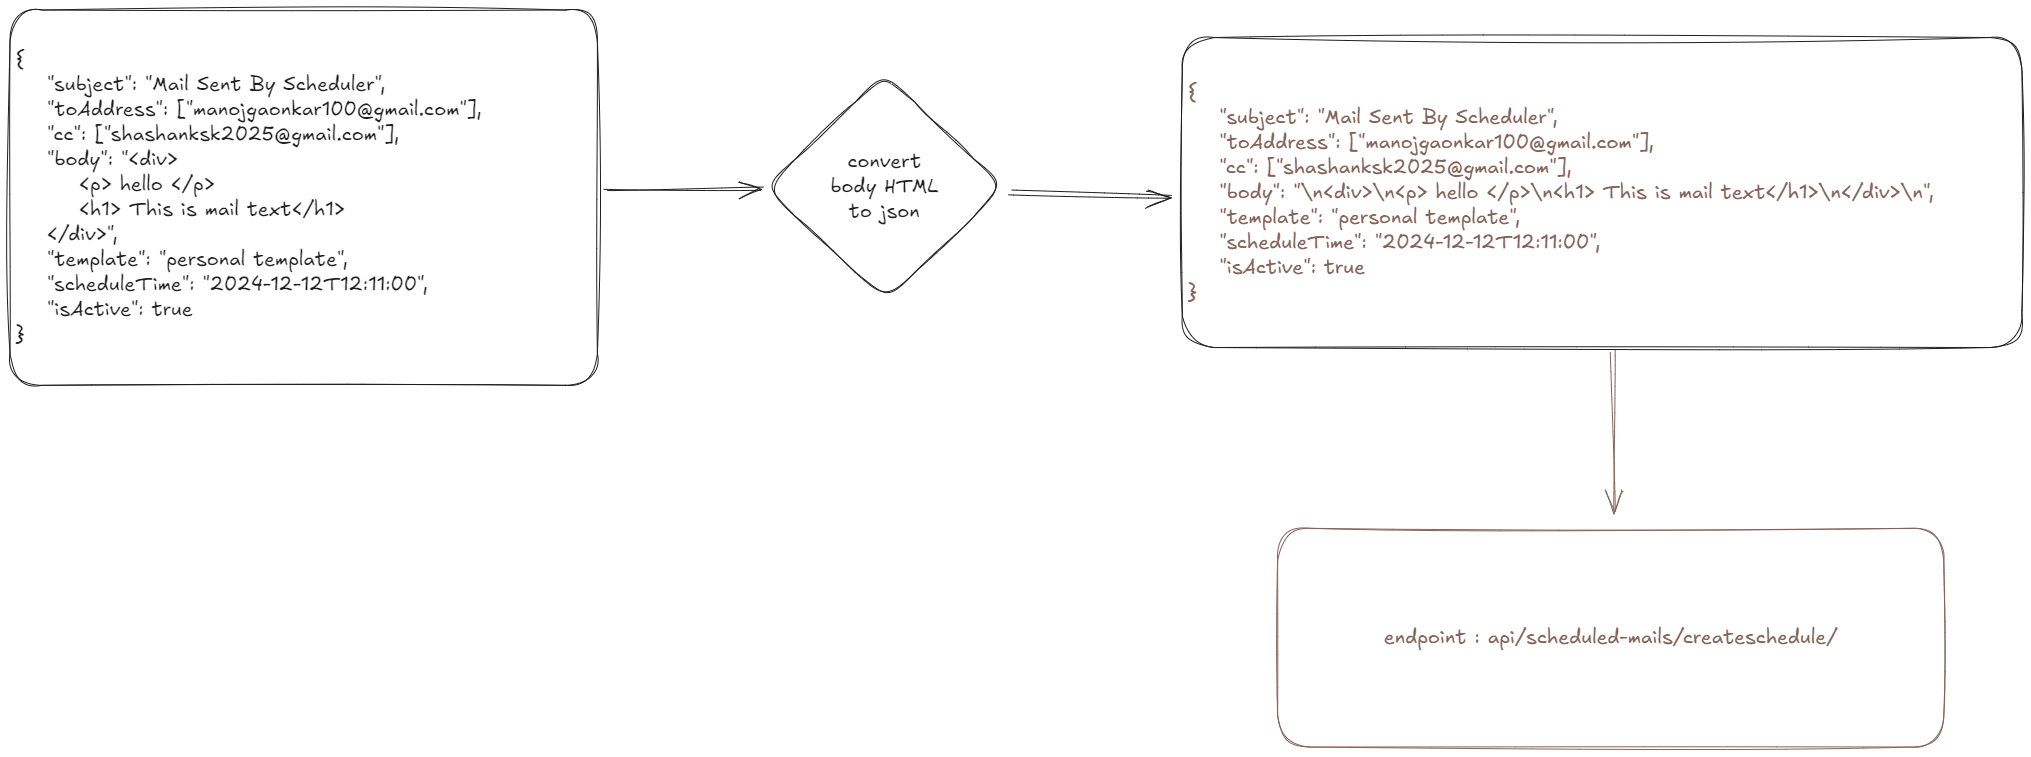 {
"subject": "Mail Sent By Scheduler",
"toAddress": ["manojgaonkar100@gmail.com"],
"cc": ["shashanksk2025@gmail.com"],
"body": "<div>
<p> hello </p>
<h1> This is mail text</h1>
</div>",
"template": "personal template",
"scheduleTime": "2024-12-12T12:11:00",
"isActive": true
}
convert
body HTML
to json
{
"subject": "Mail Sent By Scheduler",
"toAddress": ["manojgaonkar100@gmail.com"],
"cc": ["shashanksk2025@gmail.com"],
"body": "\n<div>\n<p> hello </p>\n<h1> This is mail text</h1>\n</div>\n",
"template": "personal template",
"scheduleTime": "2024-12-12T12:11:00",
"isActive": true
}
endpoint : api/scheduled-mails/createschedule/